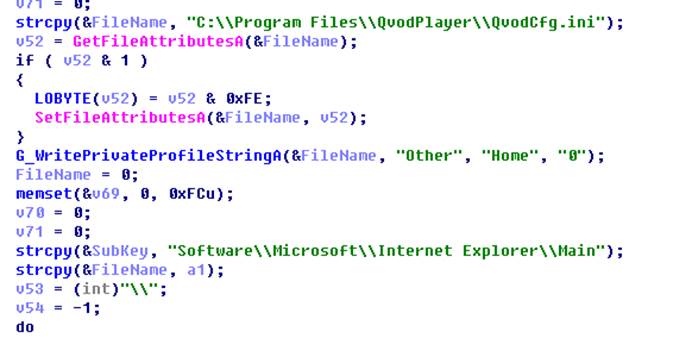 v71 = 0;
strcpy(&FileName, "C:\\Program Files\\QvodPlayer\\QvodCfg.ini");
v52 = GetFileAttributesA(&FileName);
if ( v52 & 1 )
{
LOBYTE(v52) = v52 & 0xFE;
SetFileAttributesA(&FileName, v52);
}
G_WritePrivateProfileStringA(&FileName, "Other", "Home", "0");
FileName = 0;
memset(&v69, 0, 0xFCu);
v70 = 0;
v71 = 0;
strcpy(&SubKey, "Software\\Microsoft\\Internet Explorer\\Main");
strcpy(&FileName, a1);
v53 = (int)"\\";
v54 = -1;
do